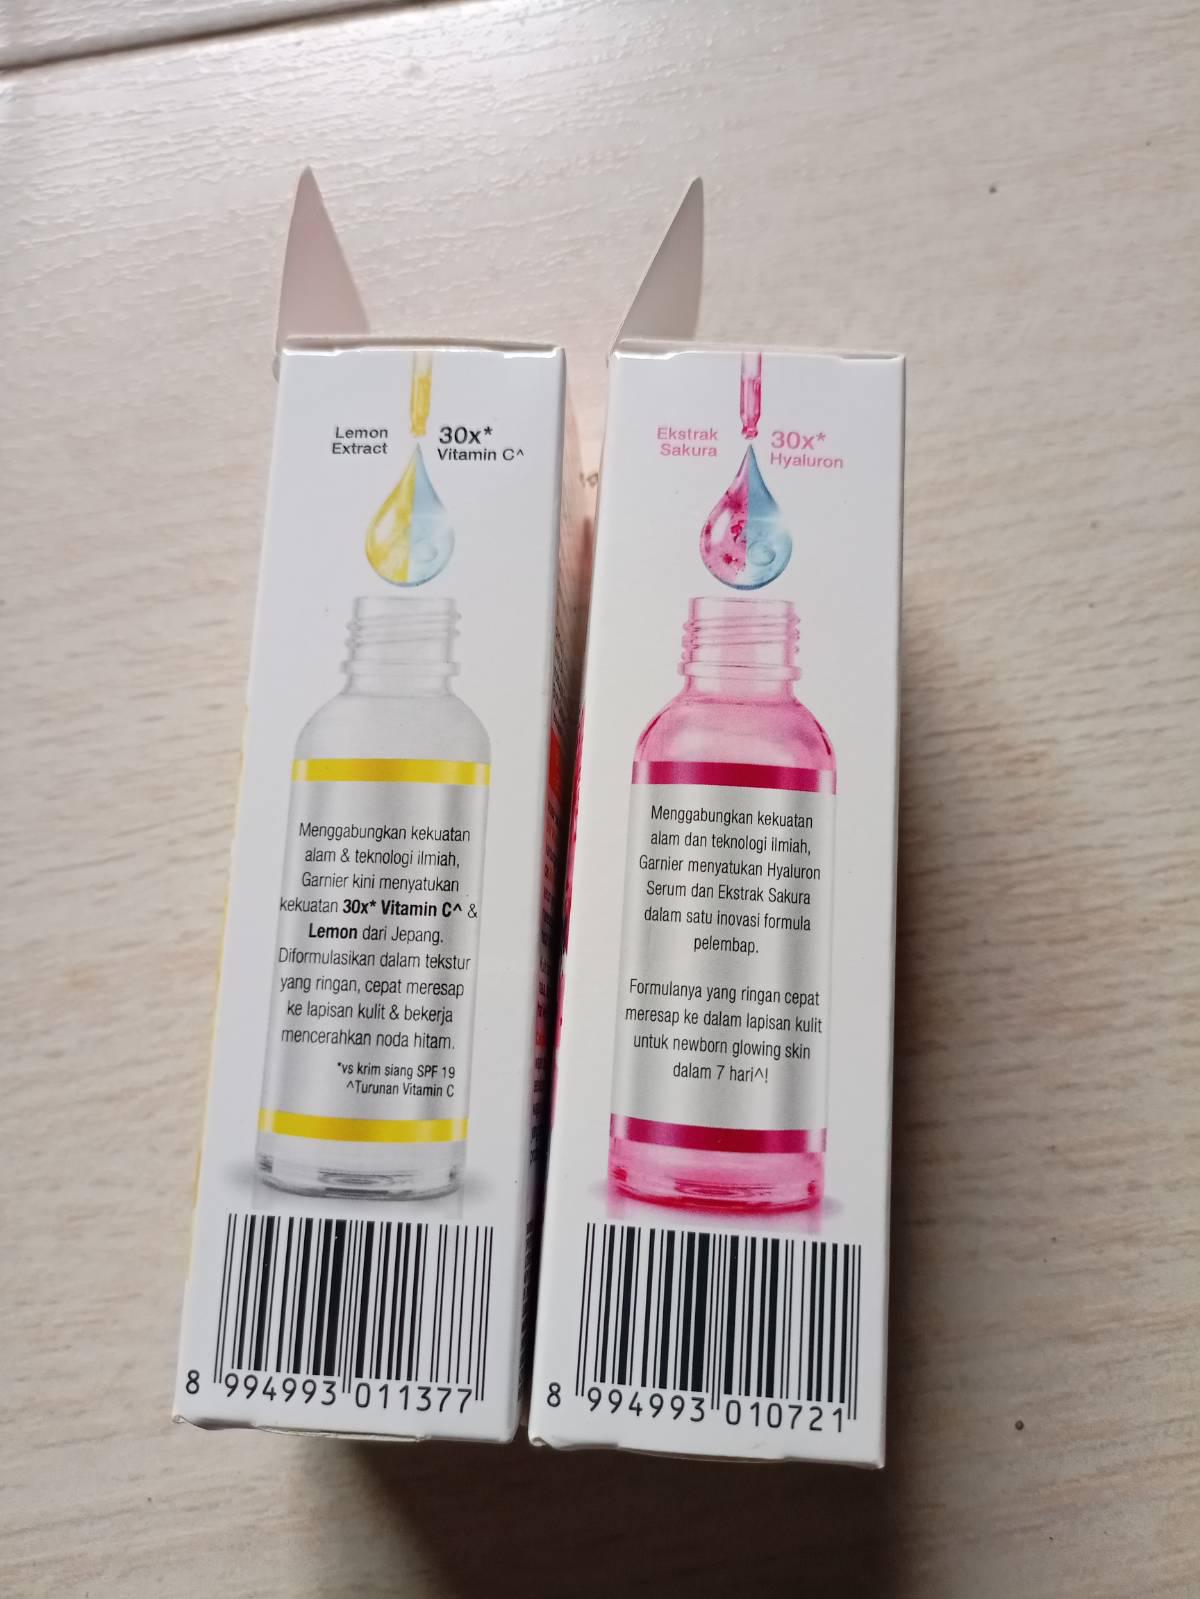 Lemon
Extract
30x*
Vitamin C^
Menggabungkan kekuatan
alam & teknologi ilmiah,
Garnier kini menyatukan
kekuatan 30x* Vitamin C^ &
Lemon dari Jepang.
Diformulasikan dalam tekstur
yang ringan, cepat meresap
ke lapisan kulit & bekerja
mencerahkan noda hitam.
*vs krim siang SPF 19
^Turunan Vitamin C
8 994993 011377
Ekstrak
Sakura
30x*
Hyaluron
Menggabungkan kekuatan
alam dan teknologi ilmiah,
Garnier menyatukan Hyaluron
Serum dan Ekstrak Sakura
dalam satu inovasi formula
pelembap.
Formulanya yang ringan cepat
meresap ke dalam lapisan kulit
untuk newborn glowing skin
dalam 7 hari^!
8 994993 010721